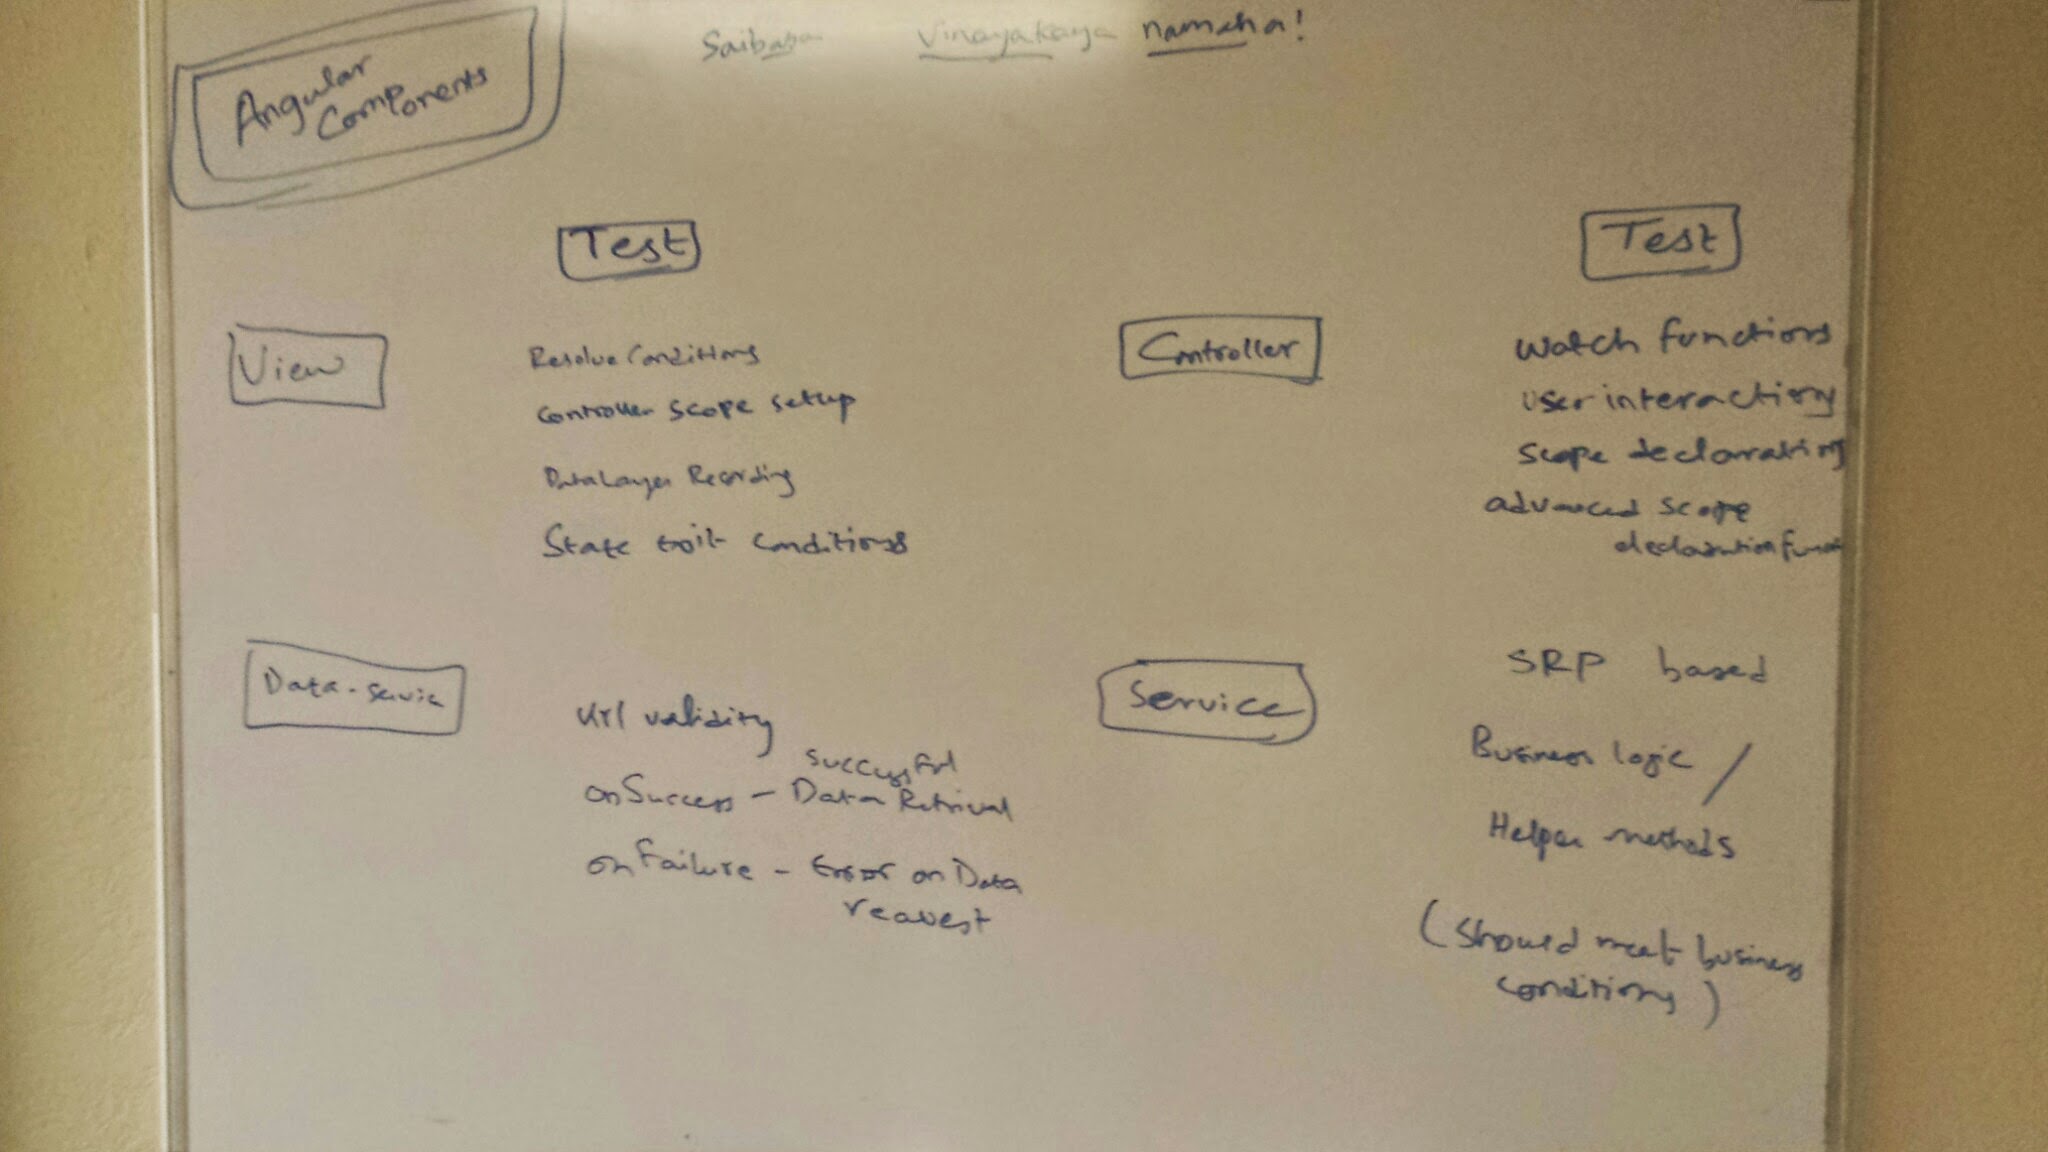 Saibaba Vinayakaya namaha!
Angular
Components
Test
View
Resolve Conditions
Controller scope setup
DataLayer Recording
State Exit conditions
Test
Controller
Watch functions
User interactions
Scope declarations
advanced scope
declaration
Data-Servic
Url validity
successful
onSuccess - Data Retrival
onFailure - Error on Data
request
Service
SRP based
Business logic /
Helper methods
(Should meet business
conditions)